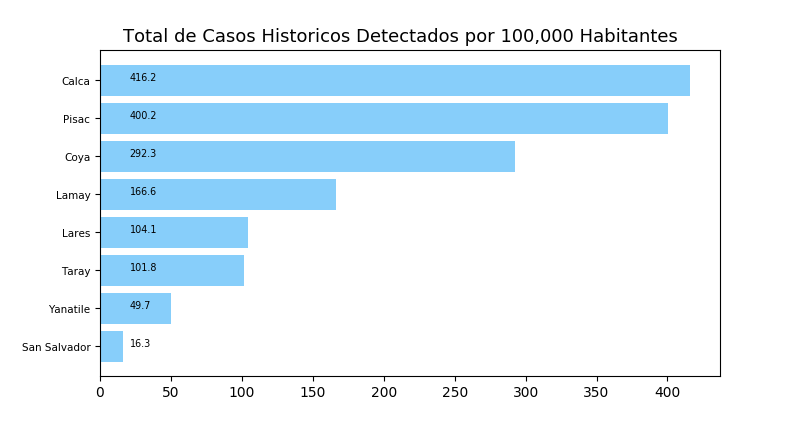 Total de Casos Historicos Detectados por 100,000 Habitantes
Calca 416.2
Pisac 400.2
Coya 292.3
Lamay 166.6
Lares 104.1
Taray 101.8
Yanatile 49.7
San Salvador 16.3
0 50 100 150 200 250 300 350 400